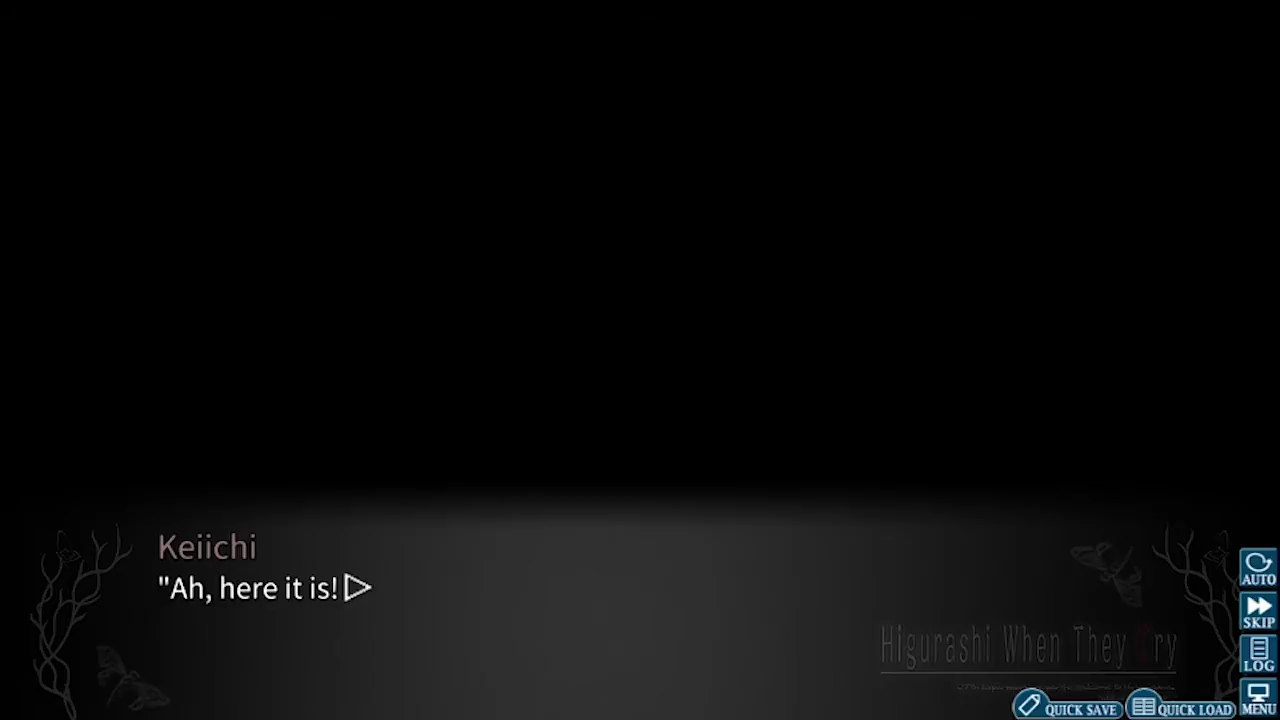 Keiichi
"Ah, here it is!
Higurashi When They Cry
AUTO
SKIP
LOG
MENU
QUICK SAVE
QUICK LOAD